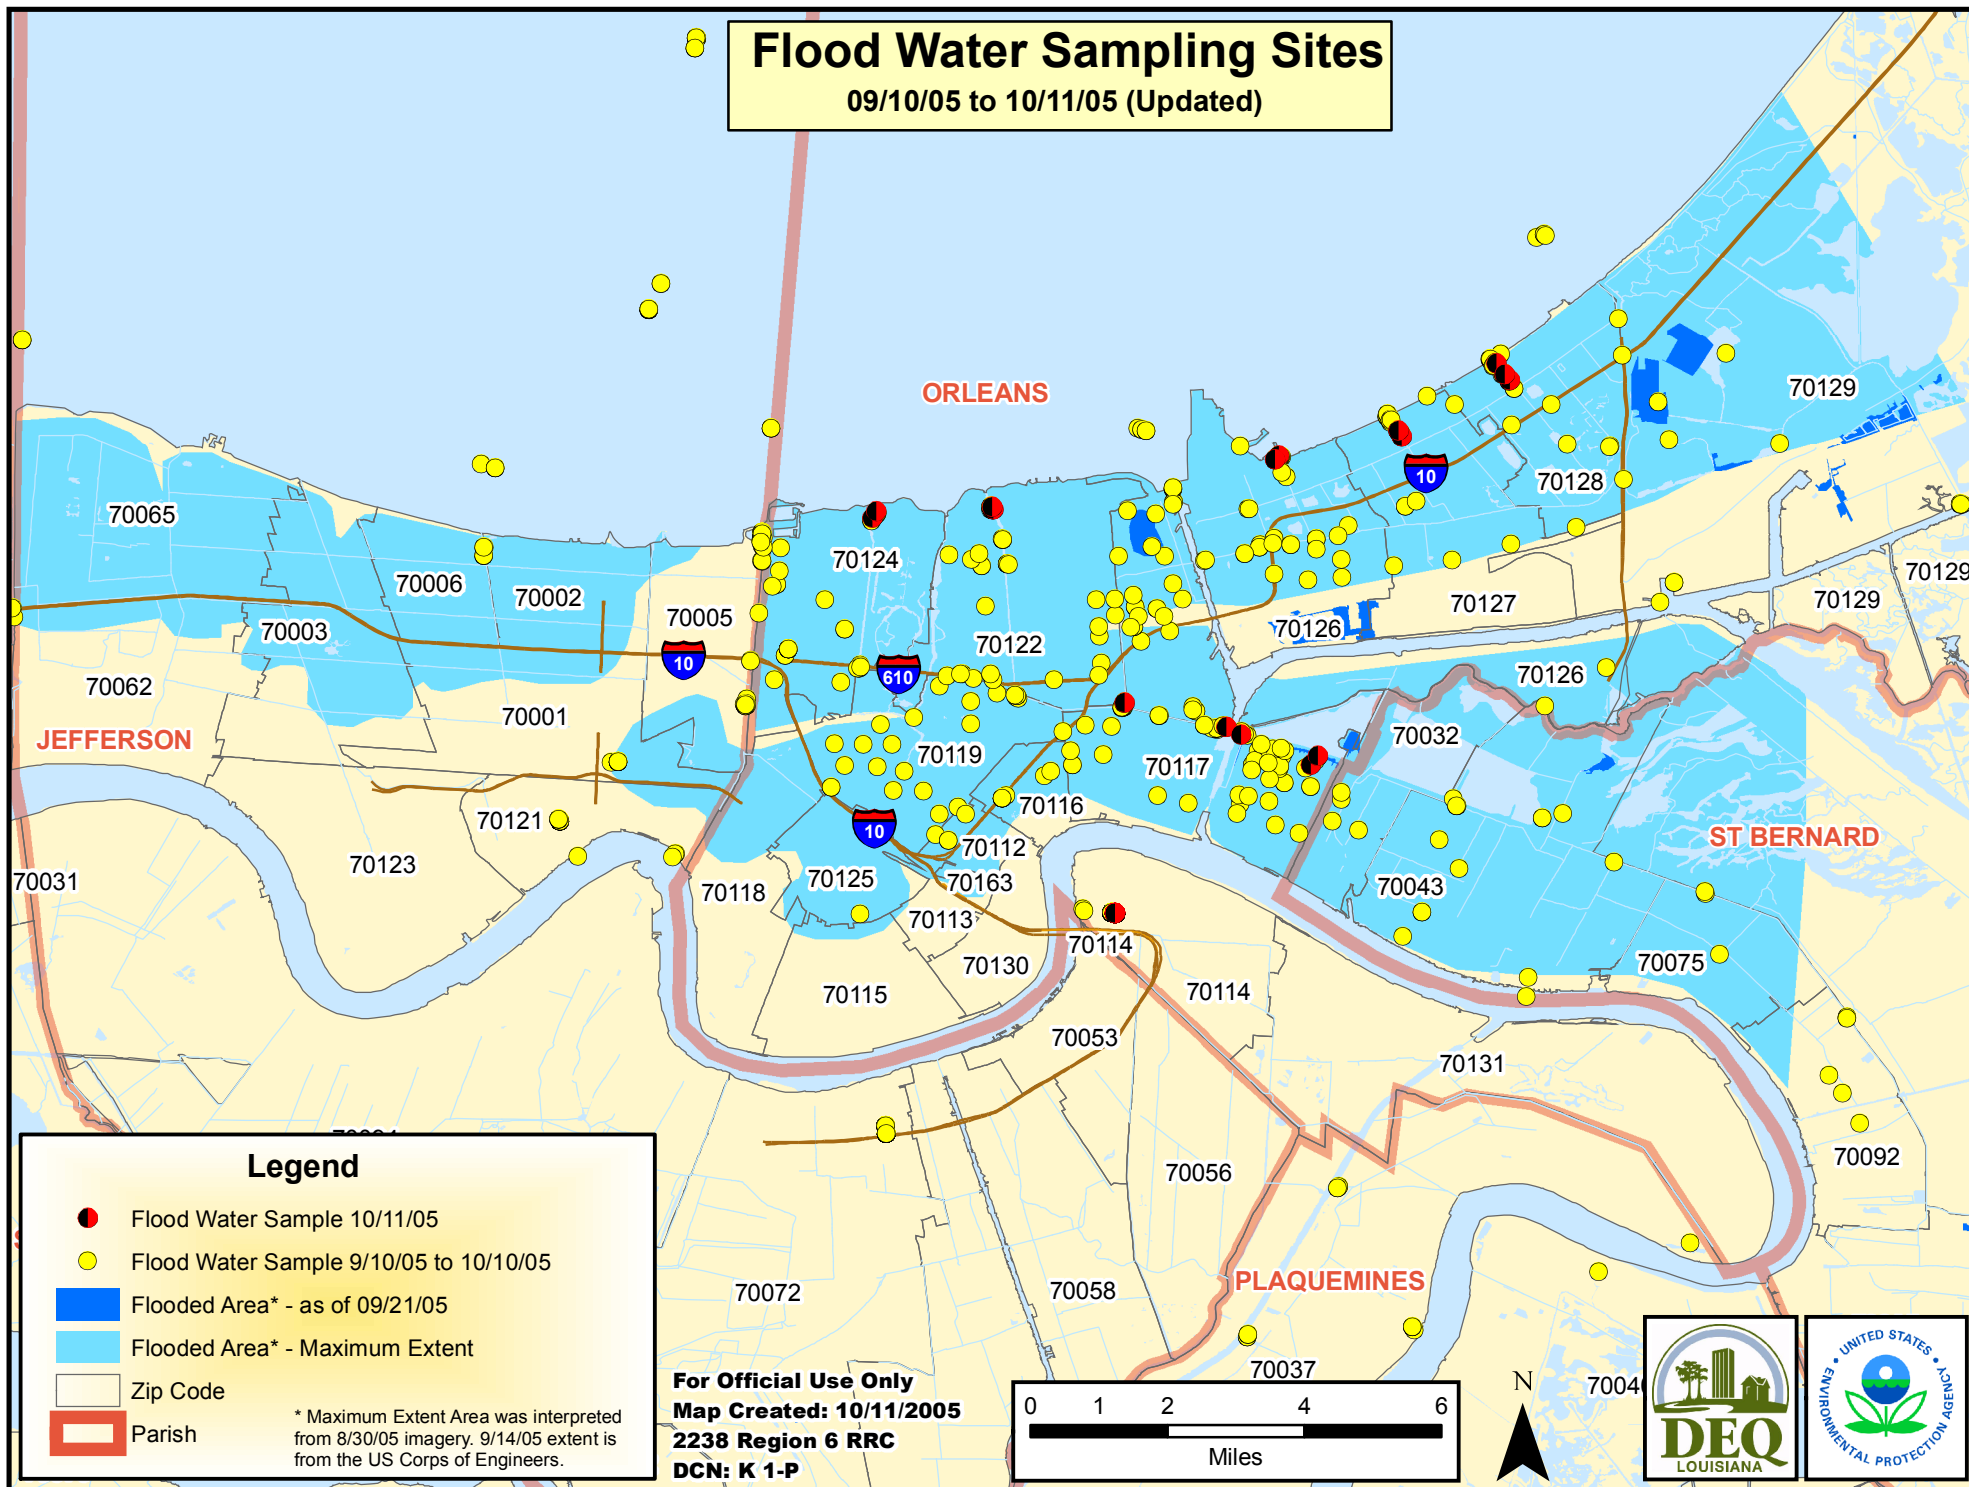 Flood Water Sampling Sites
09/10/05 to 10/11/05 (Updated)
ORLEANS
70129
70065
70128
70124
70006
70002
70129
70005
70127
70129
70003
70126
70122
10
10
610
70126
70062
70001
JEFFERSON
70032
70119
70117
70116
70121
ST BERNARD
70112
70123
70031
70118
70125
70163
70043
70113
70114
70130
70075
70115
70114
70053
70131
70056
70092
Legend
Flood Water Sample 10/11/05
Flood Water Sample 9/10/05 to 10/10/05
Flooded Area* - as of 09/21/05
Flooded Area* - Maximum Extent
Zip Code
Parish
* Maximum Extent Area was interpreted
from 8/30/05 imagery. 9/14/05 extent is
from the US Corps of Engineers.
10
70072
70058
PLAQUEMINES
70037
7004
For Official Use Only
Map Created: 10/11/2005
2238 Region 6 RRC
DCN: K 1-P
0 1 2 4 6
Miles
N
DEQ
LOUISIANA
UNITED STATES
ENVIRONMENTAL PROTECTION AGENCY